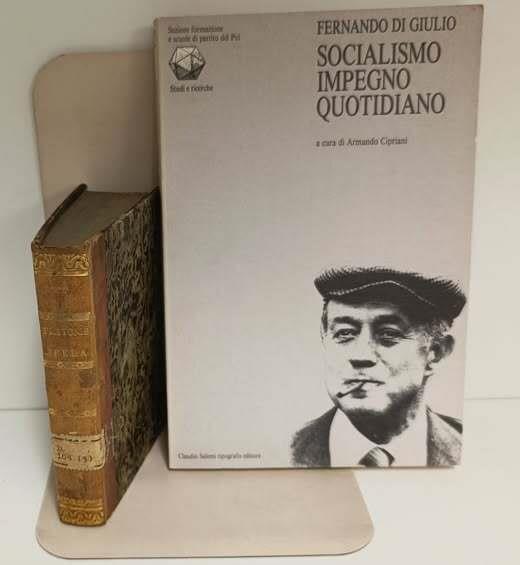 Sezione formazione
e scuole di partito del Pci
Studi e ricerche
FERNANDO DI GIULIO
SOCIALISMO
IMPEGNO
QUOTIDIANO
a cura di Armando Cipriani
Claudio Salemi tipografo editore